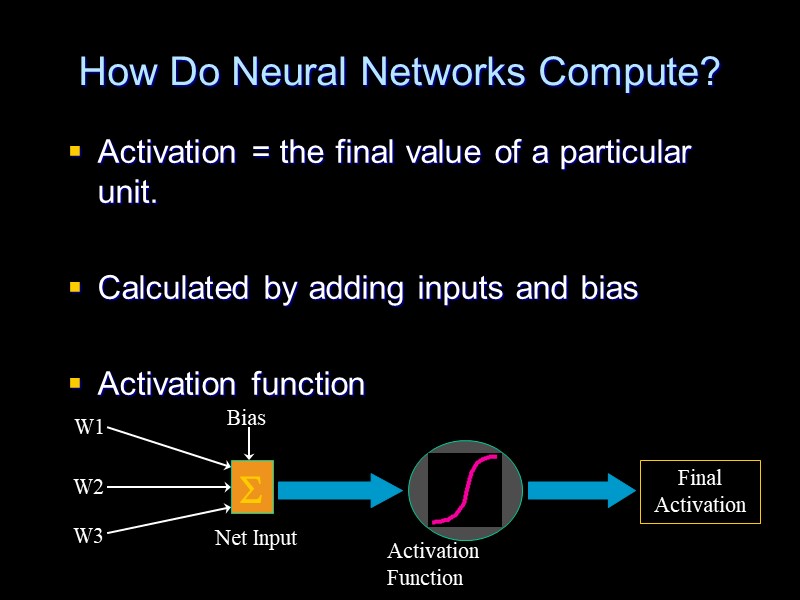 How Do Neural Networks Compute?
▪ Activation = the final value of a particular
unit.
▪ Calculated by adding inputs and bias
▪ Activation function
W1
Bias
W2
Σ
W3
Net Input
Activation
Function
Final
Activation